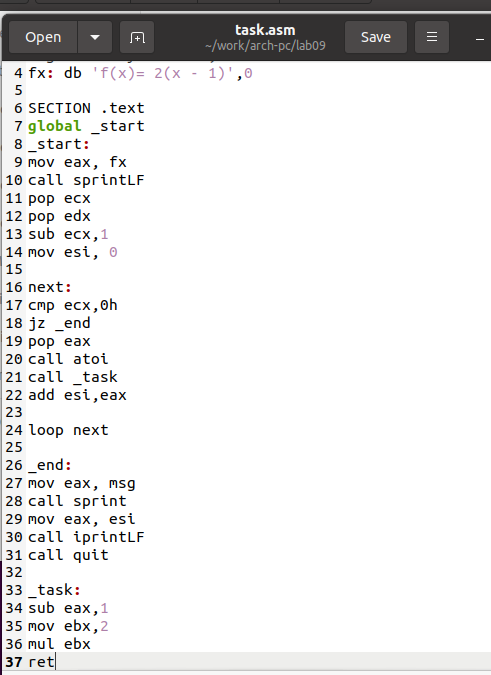 Open
task.asm
~/work/arch-pc/lab09
Save
4 fx: db 'f(x)= 2(x - 1)',0
5
6 SECTION .text
7 global _start
8 _start:
9 mov eax, fx
10 call sprintLF
11 pop ecx
12 pop edx
13 sub ecx,1
14 mov esi, 0
15
16 next:
17 cmp ecx,0h
18 jz _end
19 pop eax
20 call atoi
21 call _task
22 add esi,eax
23
24 loop next
25
26 _end:
27 mov eax, msg
28 call sprint
29 mov eax, esi
30 call iprintLF
31 call quit
32
33 _task:
34 sub eax,1
35 mov ebx,2
36 mul ebx
37 ret